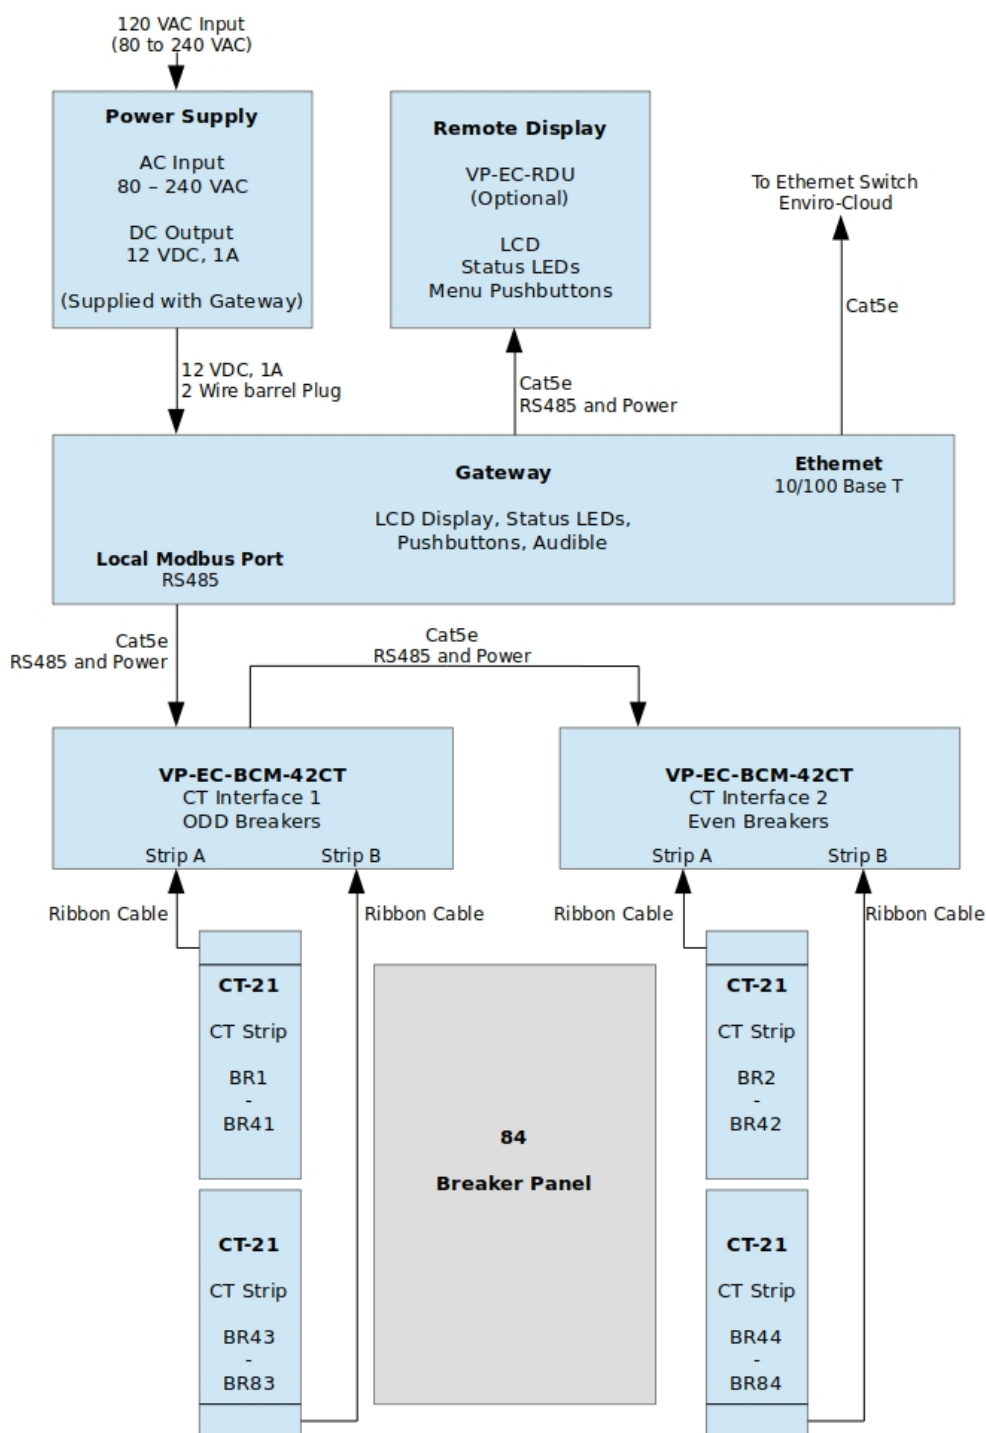 120 VAC Input
(80 to 240 VAC)
Power Supply
AC Input
80 – 240 VAC
DC Output
12 VDC, 1A
(Supplied with Gateway)
Remote Display
VP-EC-RDU
(Optional)
LCD
Status LEDs
Menu Pushbuttons
To Ethernet Switch
Enviro-Cloud
Cat5e
12 VDC, 1A
2 Wire barrel Plug
Cat5e
RS485 and Power
Gateway
LCD Display, Status LEDs,
Pushbuttons, Audible
Ethernet
10/100 Base T
Local Modbus Port
RS485
Cat5e
RS485 and Power
Cat5e
RS485 and Power
VP-EC-BCM-42CT
CT Interface 1
ODD Breakers
Strip A
Strip B
VP-EC-BCM-42CT
CT Interface 2
Even Breakers
Strip A
Strip B
Ribbon Cable
Ribbon Cable
Ribbon Cable
Ribbon Cable
CT-21
CT Strip
BR1
-
BR41
84
Breaker Panel
CT-21
CT Strip
BR2
-
BR42
CT-21
CT Strip
BR43
-
BR83
CT-21
CT Strip
BR44
-
BR84